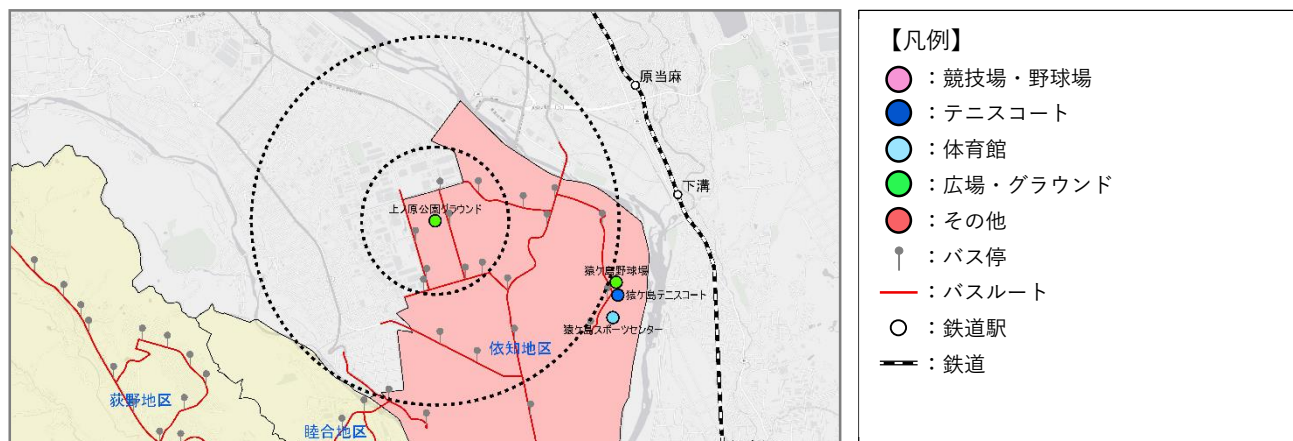 原当麻
下溝
上ノ原公園グラウンド
猿ケ島野球場
猿ケ島テニスコート
猿ケ島スポーツセンター
依知地区
荻野地区
睦合地区
【凡例】
：競技場・野球場
：テニスコート
：体育館
：広場・グラウンド
：その他
：バス停
：バスルート
：鉄道駅
：鉄道